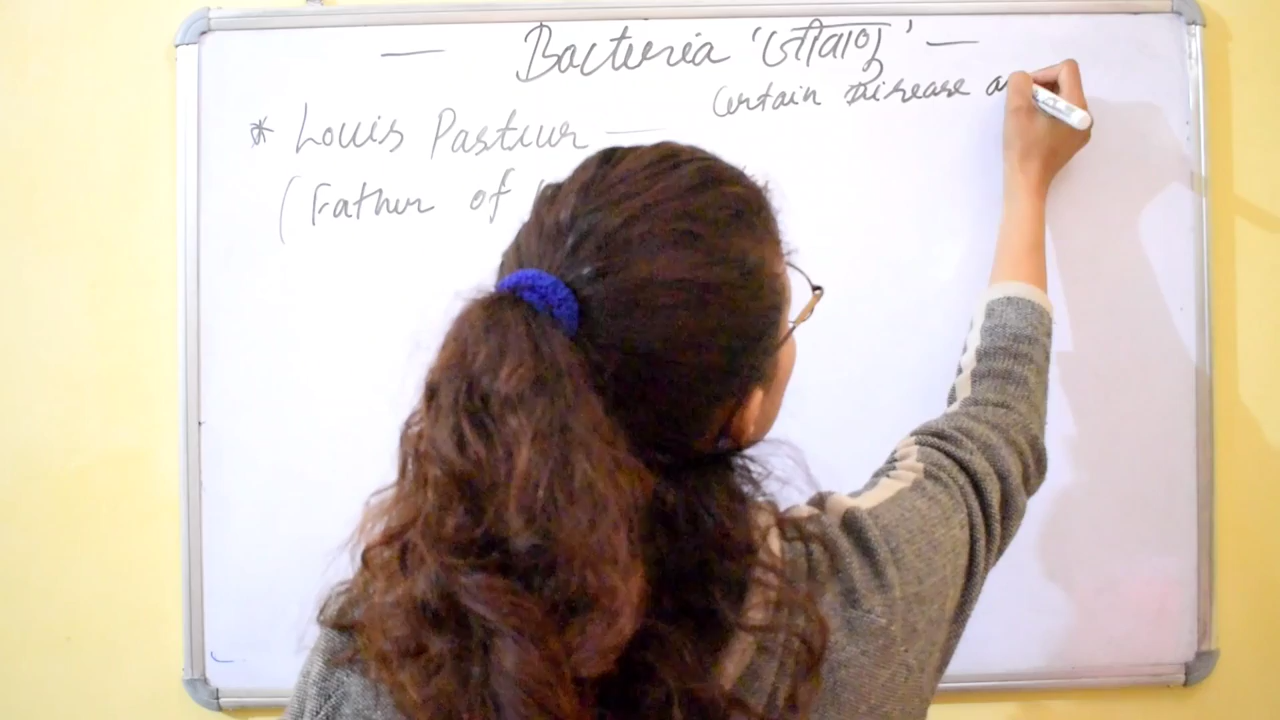 — Bacteria 'जीवाणु' —
* Louis Pasteur — Certain Disease
(Father of